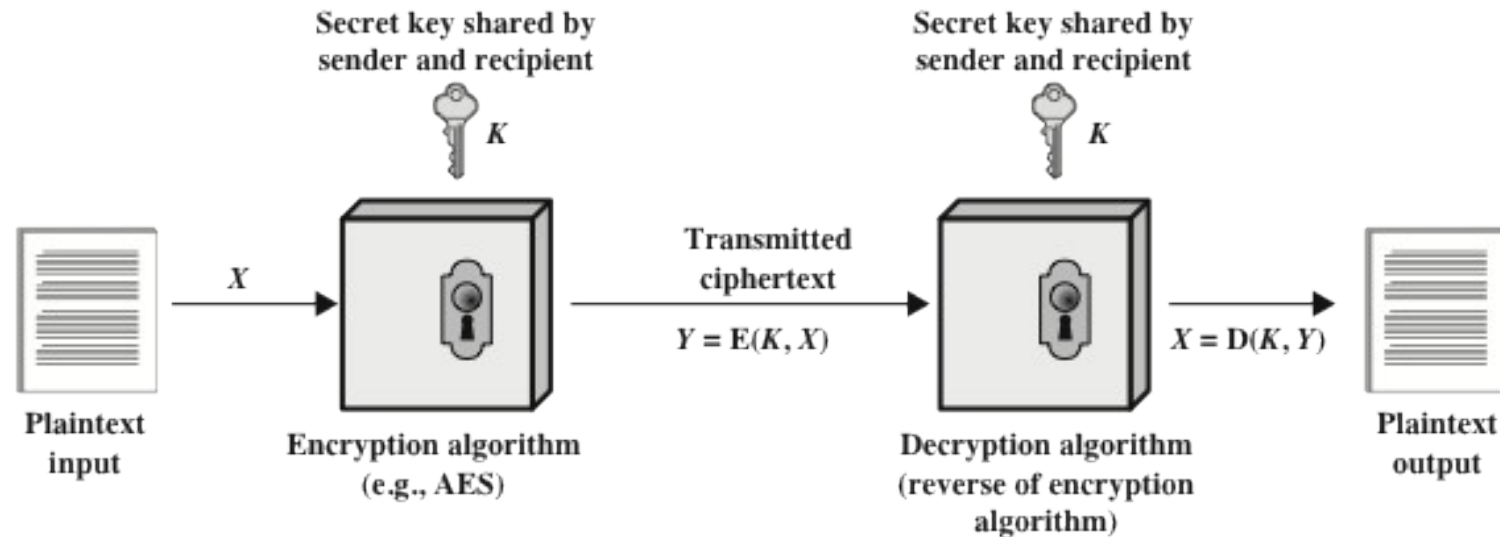 Secret key shared by
sender and recipient
K
Secret key shared by
sender and recipient
K
X
Transmitted
ciphertext
Y = E(K, X)
X = D(K, Y)
Plaintext
input
Encryption algorithm
(e.g., AES)
Decryption algorithm
(reverse of encryption
algorithm)
Plaintext
output